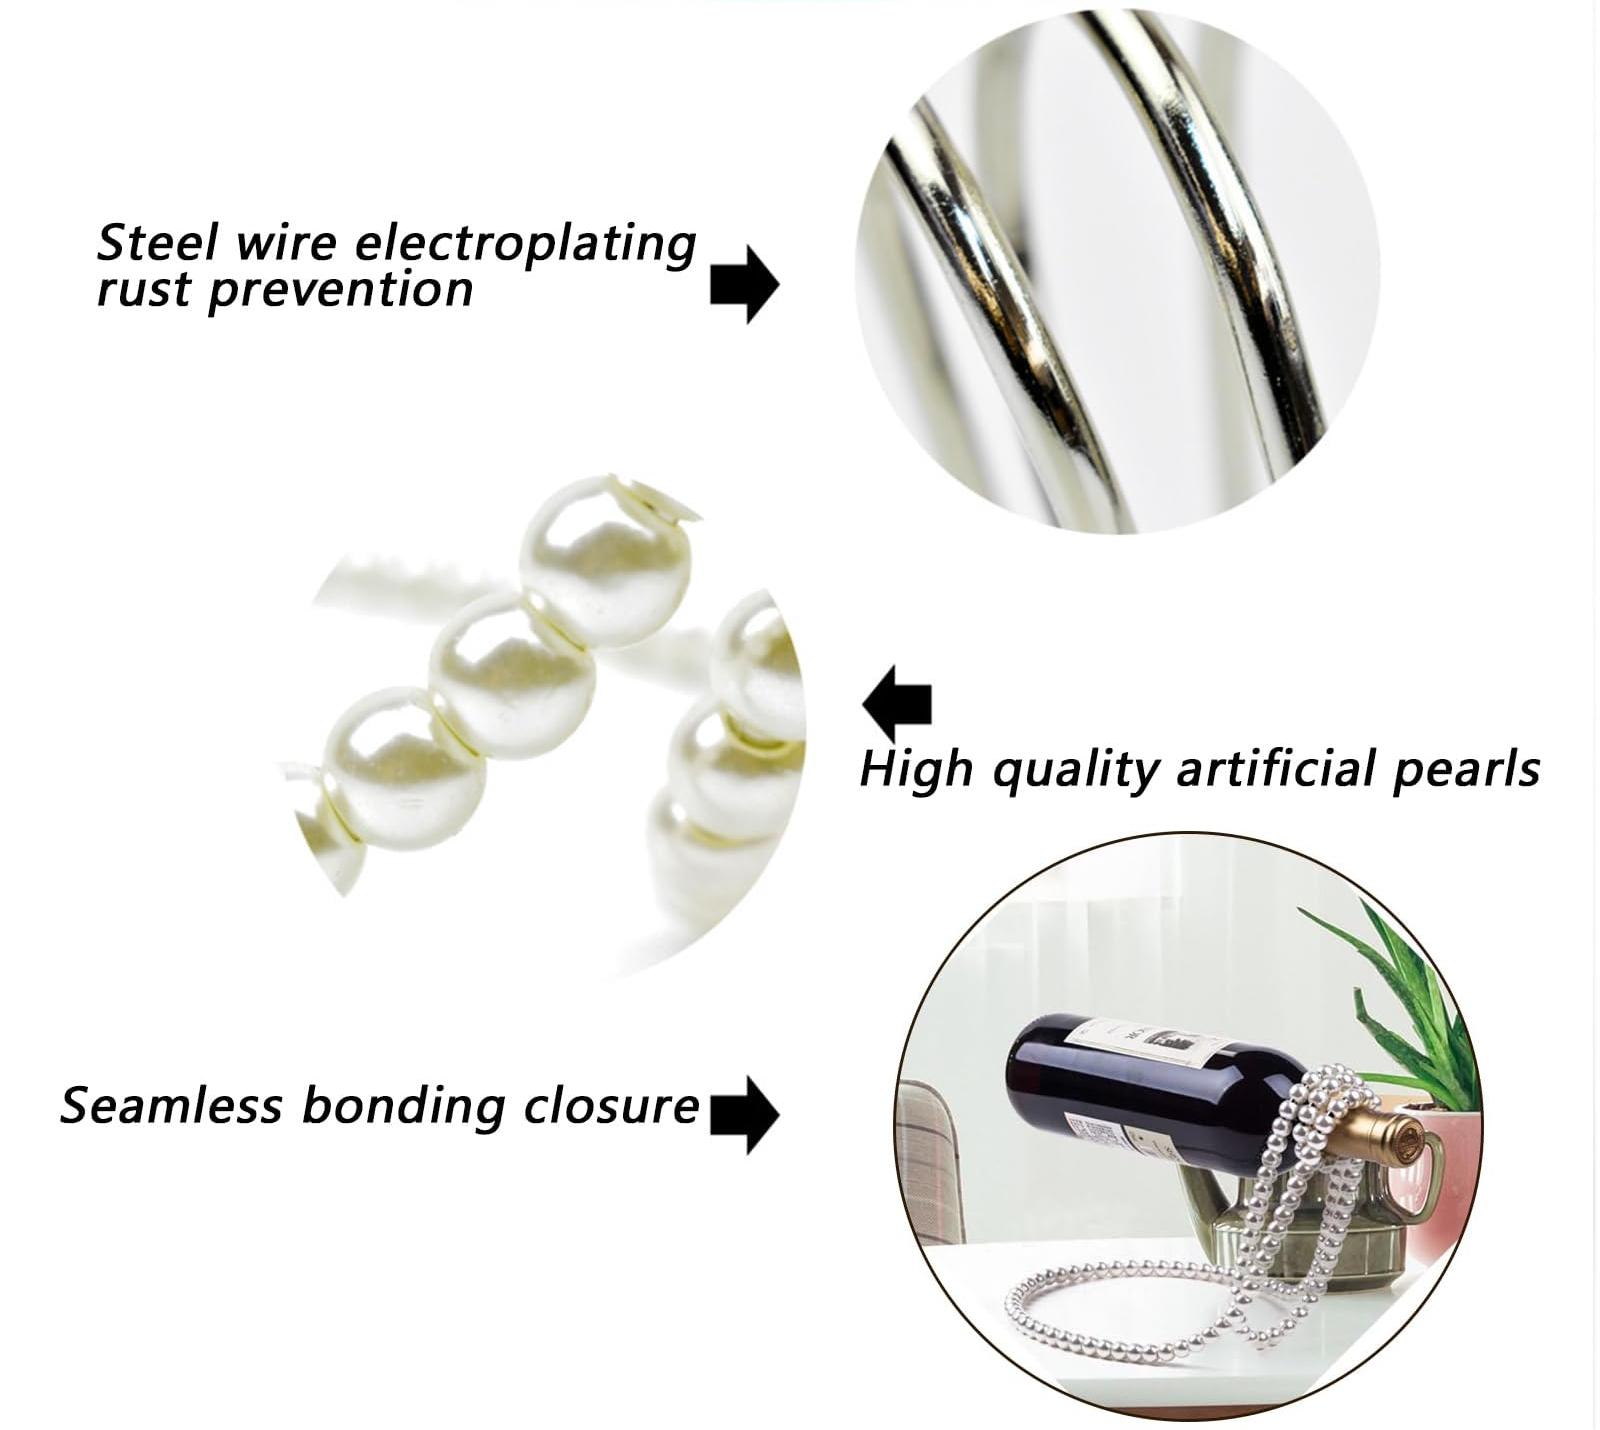 Steel wire electroplating
rust prevention
High quality artificial pearls
Seamless bonding closure